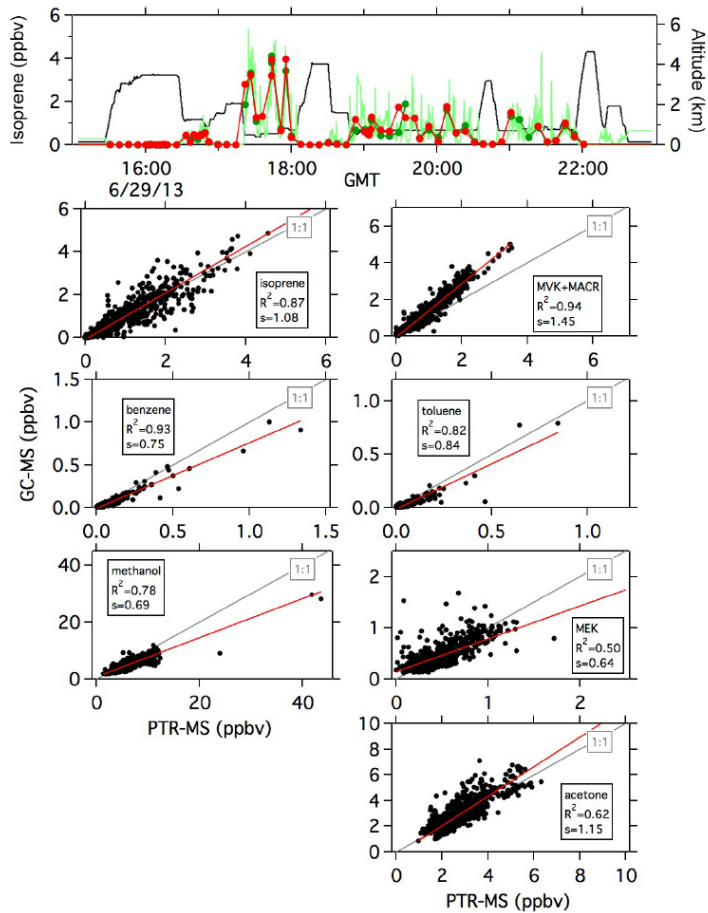 Isoprene (ppbv)
6
4
2
0
6
4
2
0
Altitude (km)
16:00
18:00
20:00
22:00
6/29/13
GMT
6
4
2
0
1:1
isoprene
R²=0.87
s=1.08
0
2
4
6
6
4
2
0
1:1
MVK+MACR
R²=0.94
s=1.45
0
2
4
6
GC-MS (ppbv)
1.5
1.0
0.5
0.0
1:1
benzene
R²=0.93
s=0.75
0.0
0.5
1.0
1.5
1.0
0.5
0.0
1:1
toluene
R²=0.82
s=0.84
0.0
0.5
1.0
40
20
0
1:1
methanol
R²=0.78
s=0.69
0
20
40
PTR-MS (ppbv)
2
1
0
1:1
MEK
R²=0.50
s=0.64
0
1
2
10
8
6
4
2
0
1:1
acetone
R²=0.62
s=1.15
0
2
4
6
8
10
PTR-MS (ppbv)